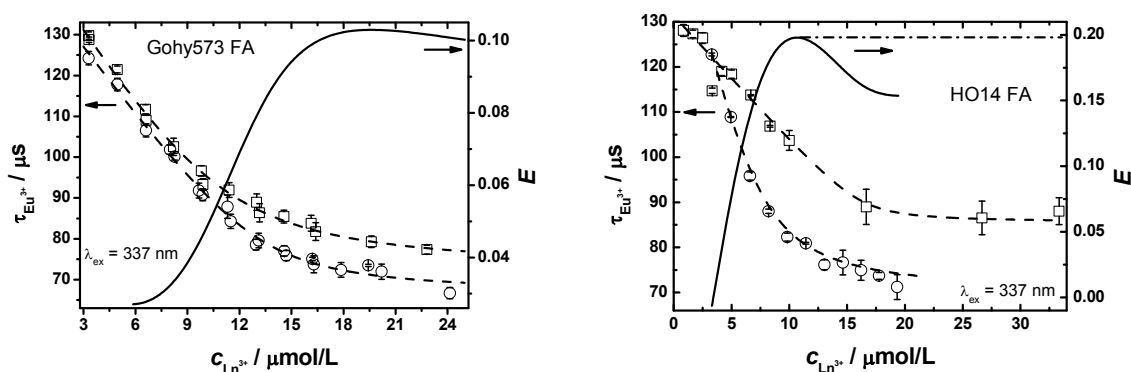 Gohy573 FA
130
120
110
100
90
80
70
τEu³⁺ / μs
λex = 337 nm
3 6 9 12 15 18 21 24
cLn³⁺ / μmol/L
0.10
0.08
0.06
0.04
E
HO14 FA
130
120
110
100
90
80
70
τEu³⁺ / μs
λex = 337 nm
0 5 10 15 20 25 30
cLn³⁺ / μmol/L
0.20
0.15
0.10
0.05
0.00
E